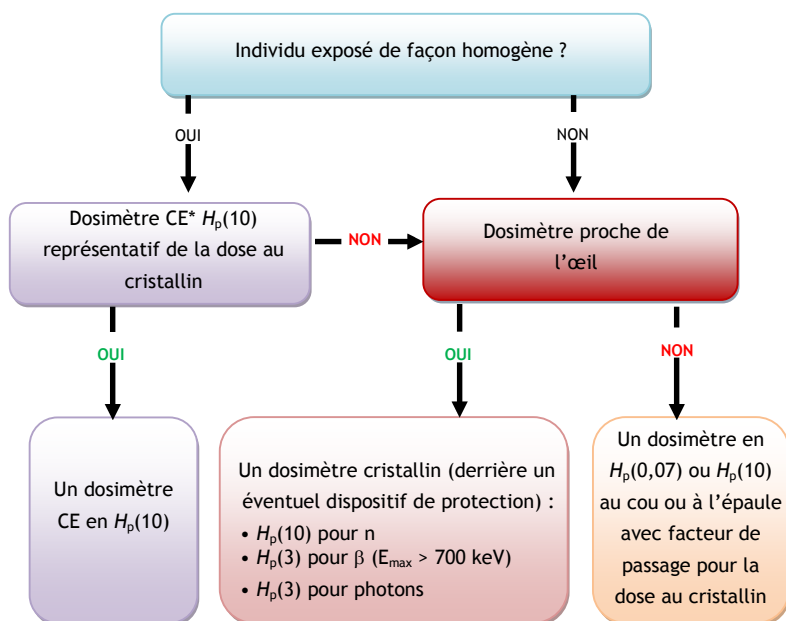 Individu exposé de façon homogène ?
OUI
NON
Dosimètre CE* Hp(10)
représentatif de la dose au
cristallin
NON
Dosimètre proche de
l’œil
OUI
OUI
NON
Un dosimètre
CE en Hp(10)
Un dosimètre cristallin (derrière un
éventuel dispositif de protection) :
• Hp(10) pour n
• Hp(3) pour β (Emax > 700 keV)
• Hp(3) pour photons
Un dosimètre en
Hp(0,07) ou Hp(10)
au cou ou à l’épaule
avec facteur de
passage pour la
dose au cristallin